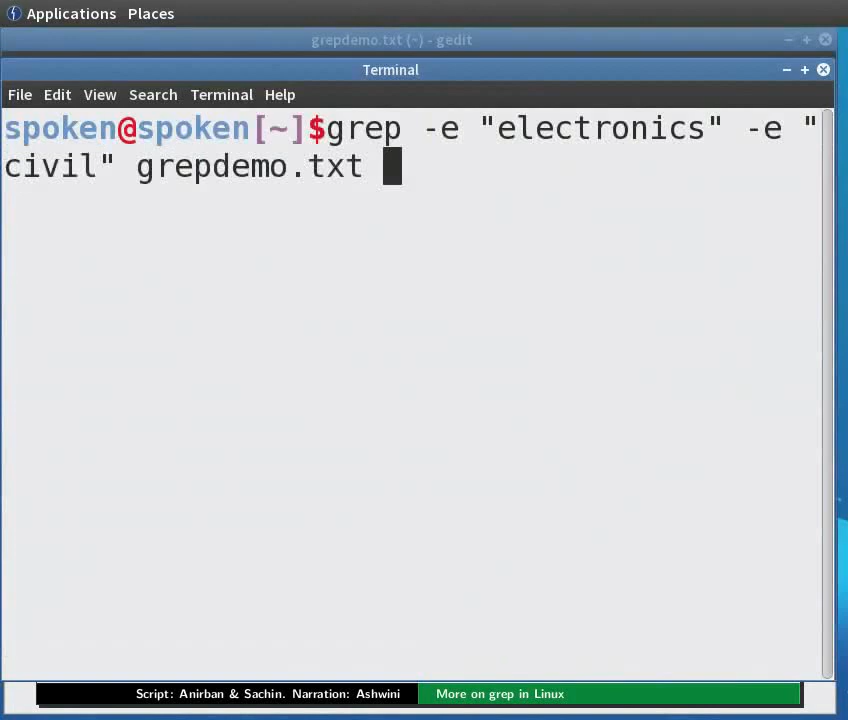 Applications Places
grepdemo.txt (~) - gedit
Terminal
File Edit View Search Terminal Help
spoken@spoken[~]$grep -e "electronics" -e "
civil" grepdemo.txt
Script: Anirban & Sachin. Narration: Ashwini More on grep in Linux